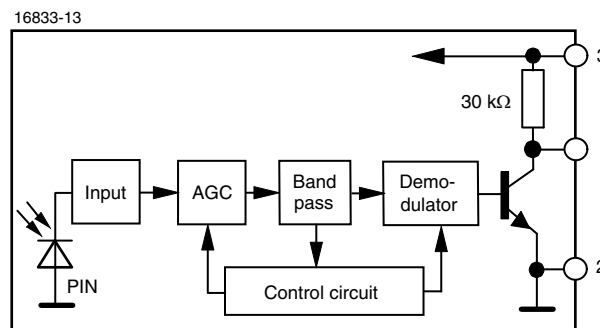 16833-13
3
30 kΩ
Input
AGC
Band
pass
Demo-
dulator
PIN
Control circuit
2